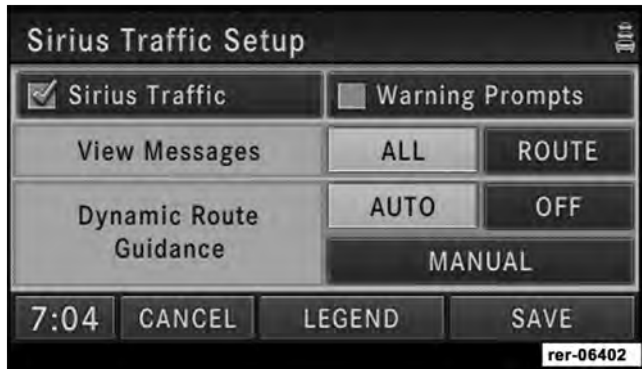 Sirius Traffic Setup
Sirius Traffic
Warning Prompts
View Messages
ALL
ROUTE
Dynamic Route
Guidance
AUTO
OFF
MANUAL
7:04
CANCEL
LEGEND
SAVE
rer-06402